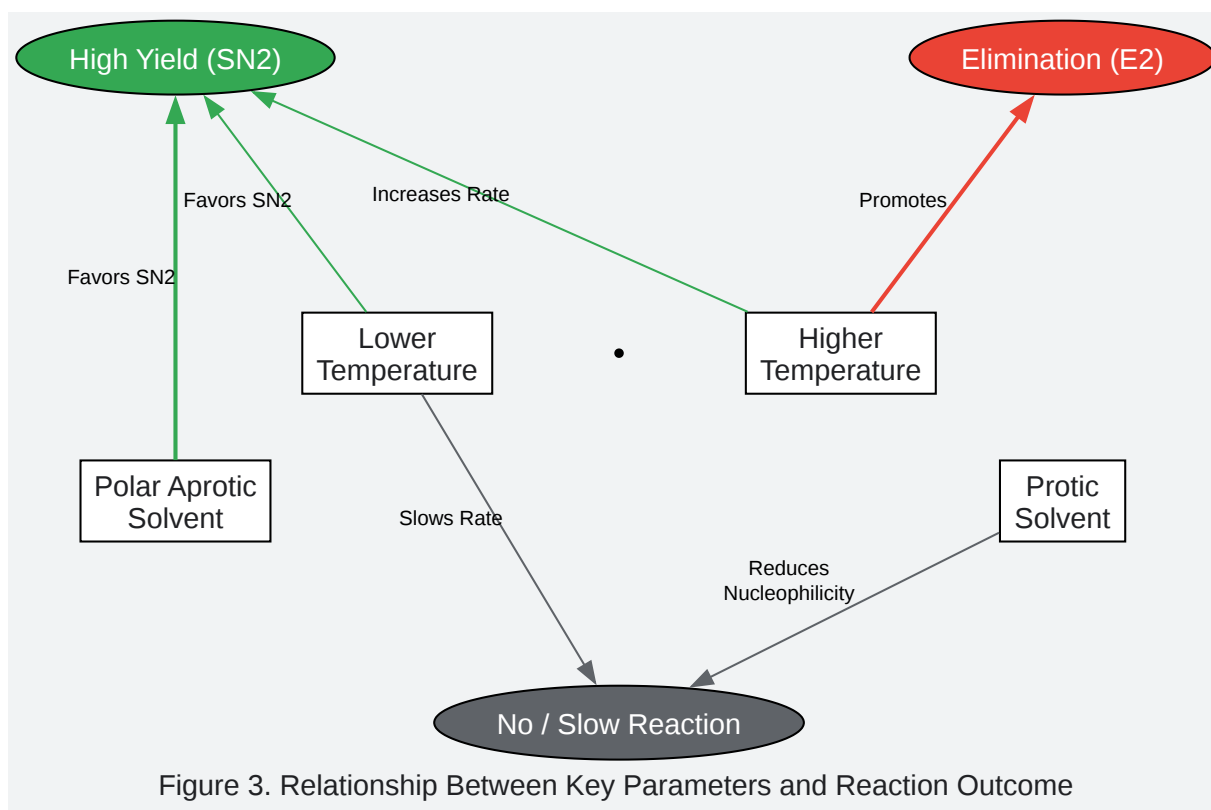 High Yield (SN2)
Elimination (E2)
Favors SN2
Increases Rate
Promotes
Favors SN2
Lower
Temperature
Higher
Temperature
Polar Aprotic
Solvent
Slows Rate
Protic
Solvent
Reduces
Nucleophilicity
No / Slow Reaction
Figure 3. Relationship Between Key Parameters and Reaction Outcome